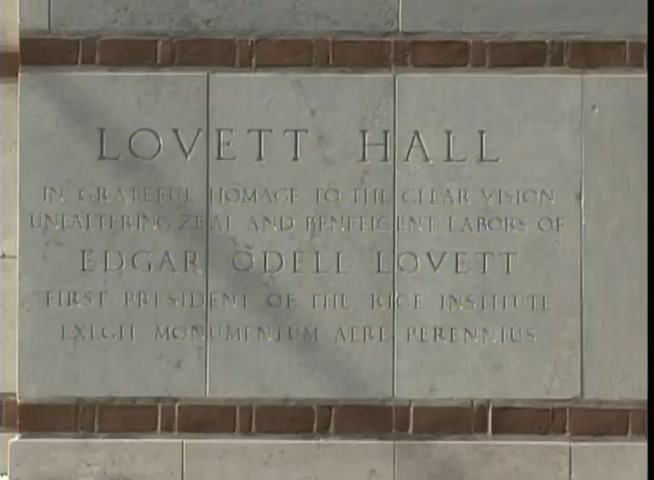 LOVETT HALL
IN GRATEFUL HOMAGE TO THE CLEAR VISION
UNFALTERING ZEAL AND BENEFICENT LABORS OF
EDGAR ODELL LOVETT
FIRST PRESIDENT OF THE RICE INSTITUTE
EXEGIT MONUMENTUM AERE PERENNIUS